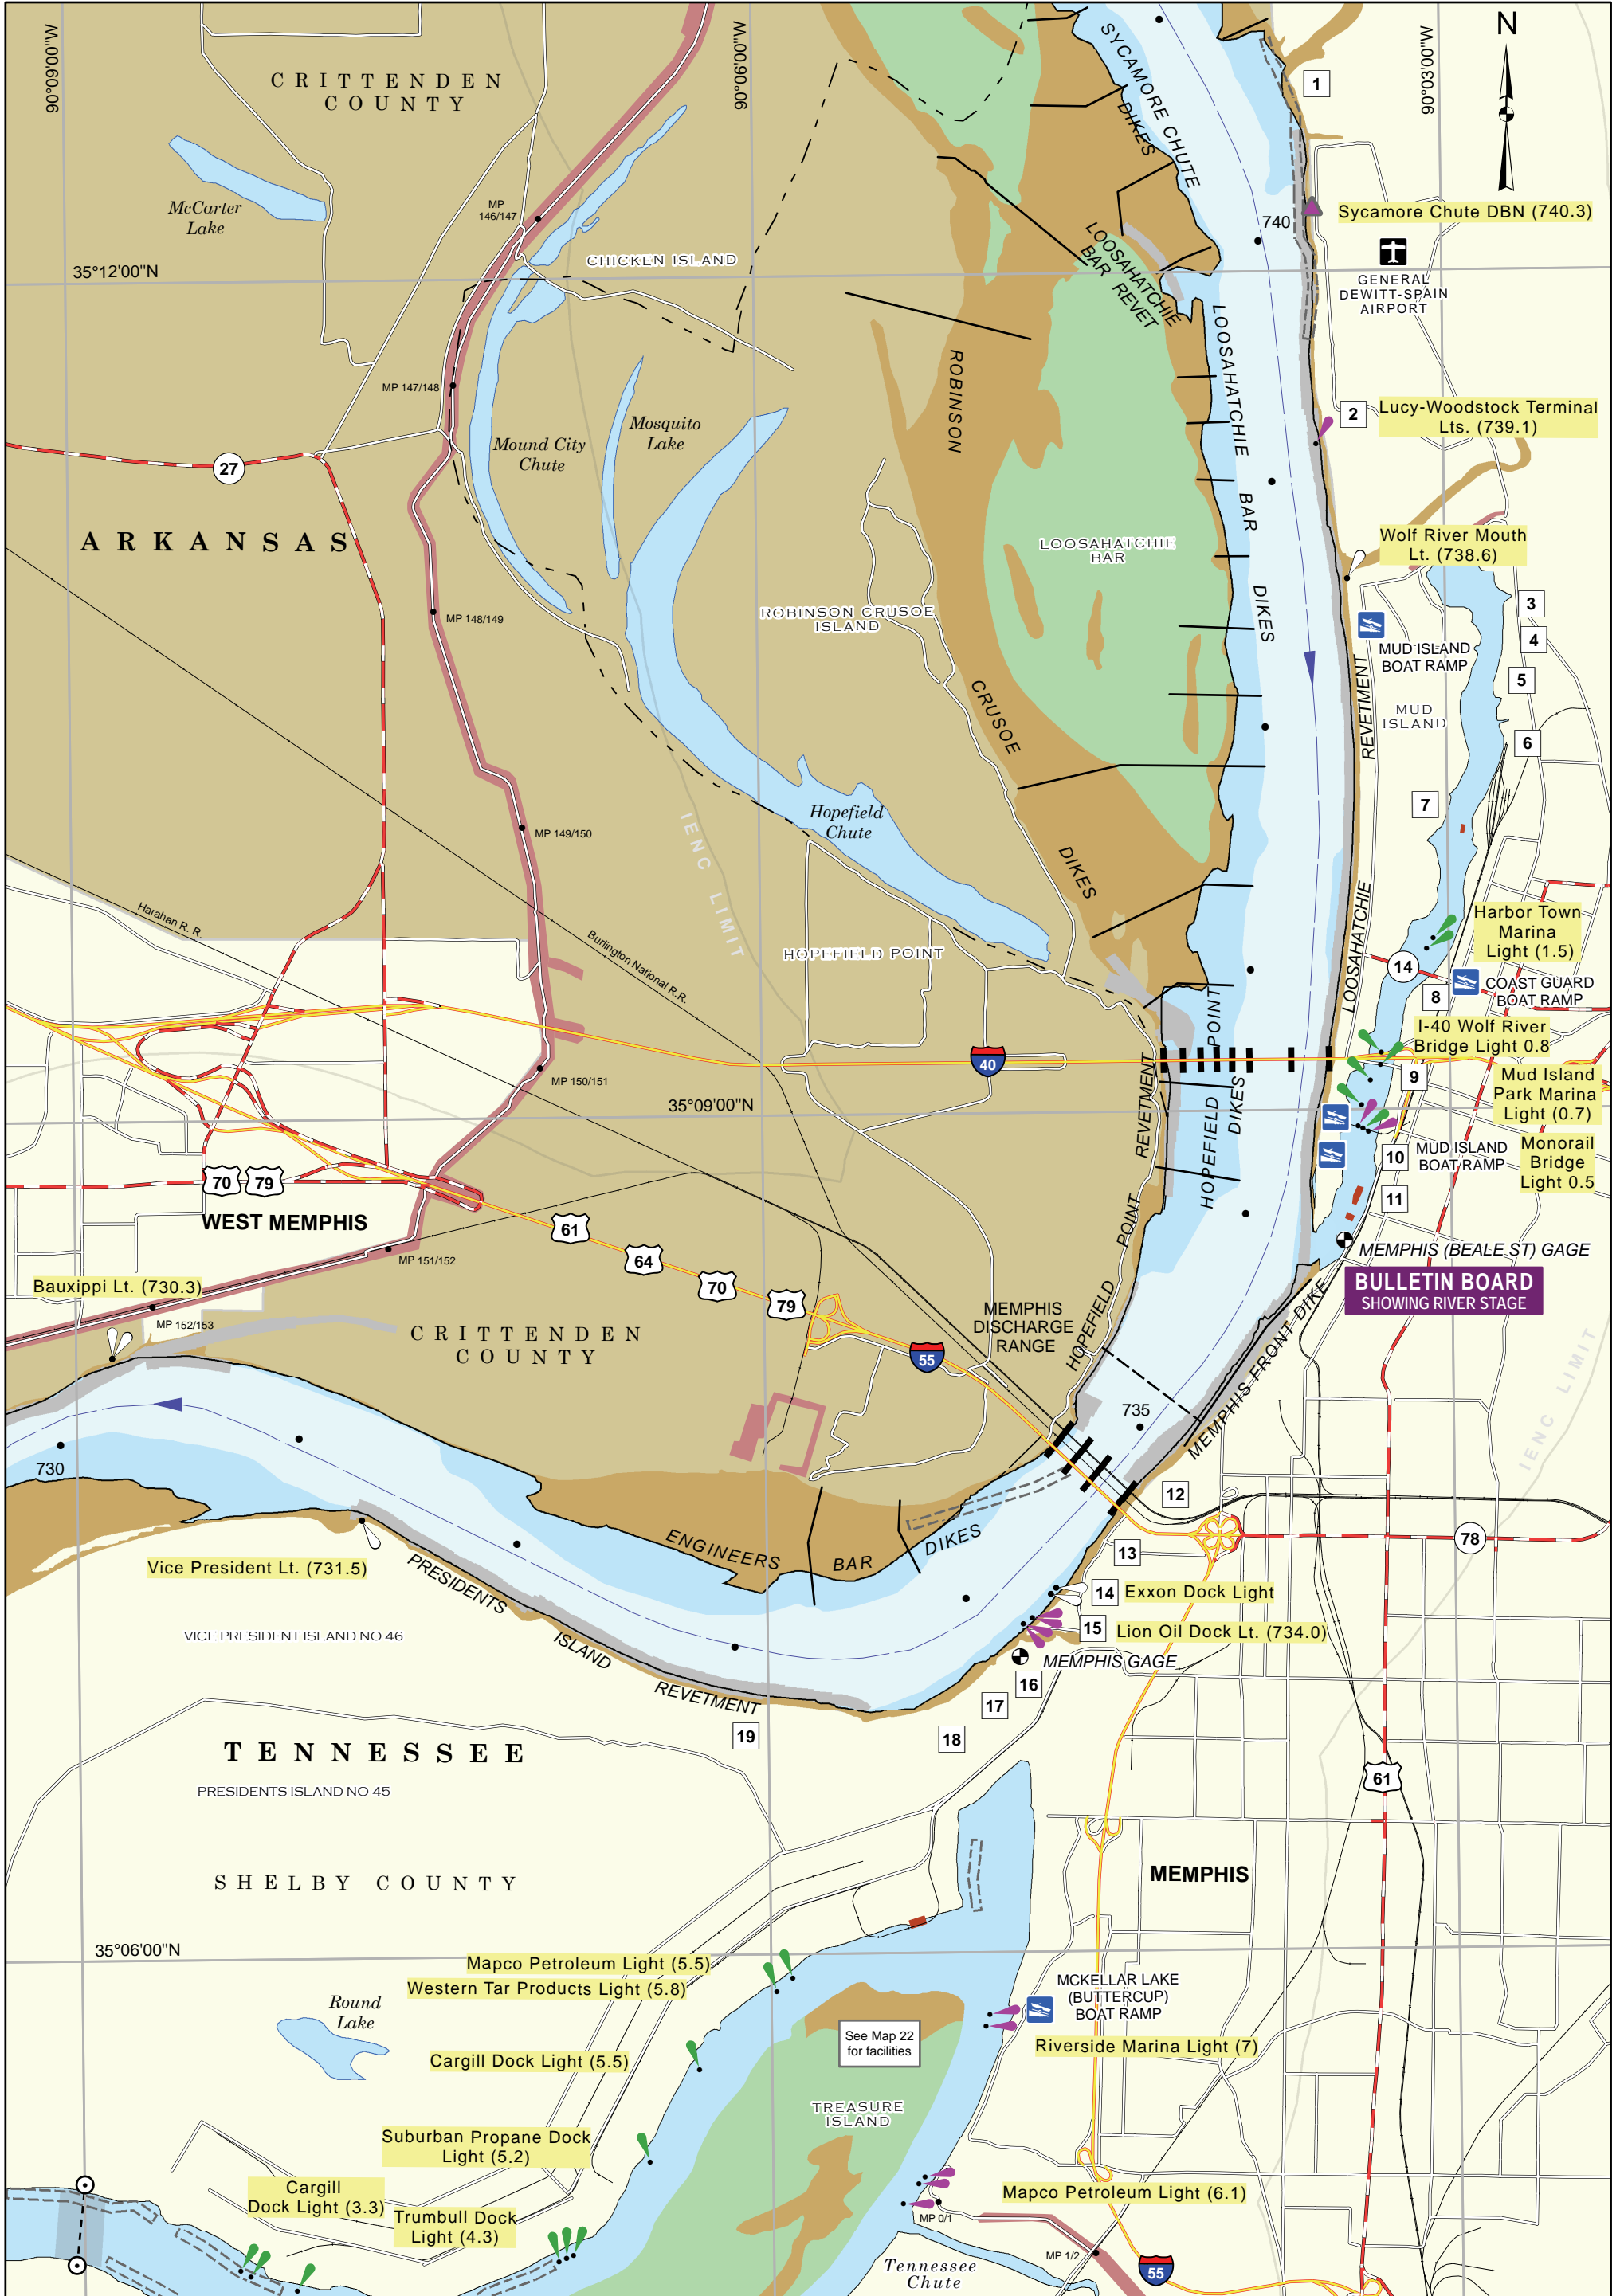 90°09'00"W
90°06'00"W
90°03'00"W
N
CRITTENDEN
COUNTY
SYCAMORE CHUTE
DIKES
1
McCarter
Lake
MP
146/147
Sycamore Chute DBN (740.3)
740
CHICKEN ISLAND
LOOSAHATCHIE
BAR REVET
35°12'00"N
GENERAL
DEWITT-SPAIN
AIRPORT
MP 147/148
ROBINSON
CRUSOE
DIKES
LOOSAHATCHIE
BAR
DIKES
2
Lucy-Woodstock Terminal
Lts. (739.1)
Mosquito
Lake
Mound City
Chute
27
ARKANSAS
LOOSAHATCHIE
BAR
Wolf River Mouth
Lt. (738.6)
MP 148/149
ROBINSON CRUSOE
ISLAND
3
4
MUD ISLAND
BOAT RAMP
5
MUD
ISLAND
REVETMENT
LOOSAHATCHIE
6
7
Hopefield
Chute
MP 149/150
IENC LIMIT
Harahan R. R.
Burlington National R.R.
HOPEFIELD POINT
Harbor Town
Marina
Light (1.5)
14
8
COAST GUARD
BOAT RAMP
I-40 Wolf River
Bridge Light 0.8
40
HOPEFIELD POINT
DIKES
HOPEFIELD POINT REVETMENT
9
MP 150/151
Mud Island
Park Marina
Light (0.7)
35°09'00"N
10
MUD ISLAND
BOAT RAMP
Monorail
Bridge
Light 0.5
70
79
11
WEST MEMPHIS
61
64
70
79
MP 151/152
MEMPHIS (BEALE ST) GAGE
BULLETIN BOARD
SHOWING RIVER STAGE
Bauxippi Lt. (730.3)
MP 152/153
MEMPHIS
DISCHARGE
RANGE
MEMPHIS FRONT DIKE
CRITTENDEN
COUNTY
55
IENC LIMIT
735
730
12
ENGINEERS
BAR
DIKES
78
13
Vice President Lt. (731.5)
14
Exxon Dock Light
PRESIDENTS
ISLAND
REVETMENT
15
Lion Oil Dock Lt. (734.0)
VICE PRESIDENT ISLAND NO 46
MEMPHIS GAGE
16
17
18
19
TENNESSEE
61
PRESIDENTS ISLAND NO 45
SHELBY COUNTY
MEMPHIS
35°06'00"N
Mapco Petroleum Light (5.5)
Western Tar Products Light (5.8)
MCKELLAR LAKE
(BUTTERCUP)
BOAT RAMP
Round
Lake
See Map 22
for facilities
Riverside Marina Light (7)
Cargill Dock Light (5.5)
TREASURE
ISLAND
Suburban Propane Dock
Light (5.2)
Cargill
Dock Light (3.3)
Mapco Petroleum Light (6.1)
Trumbull Dock
Light (4.3)
MP 0/1
MP 1/2
Tennessee
Chute
55